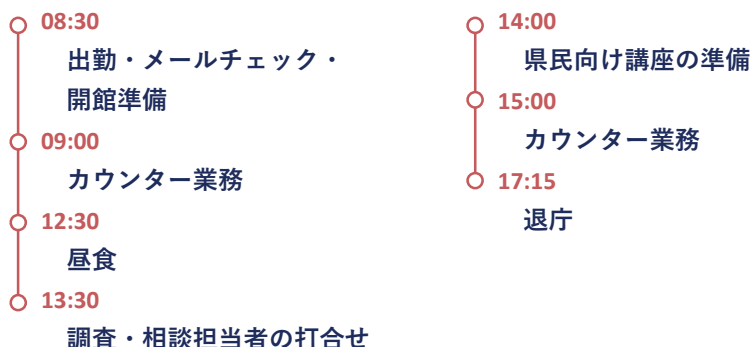 08:30
出勤・メールチェック・
開館準備
09:00
カウンター業務
12:30
昼食
13:30
調査・相談担当者の打合せ
14:00
県民向け講座の準備
15:00
カウンター業務
17:15
退庁